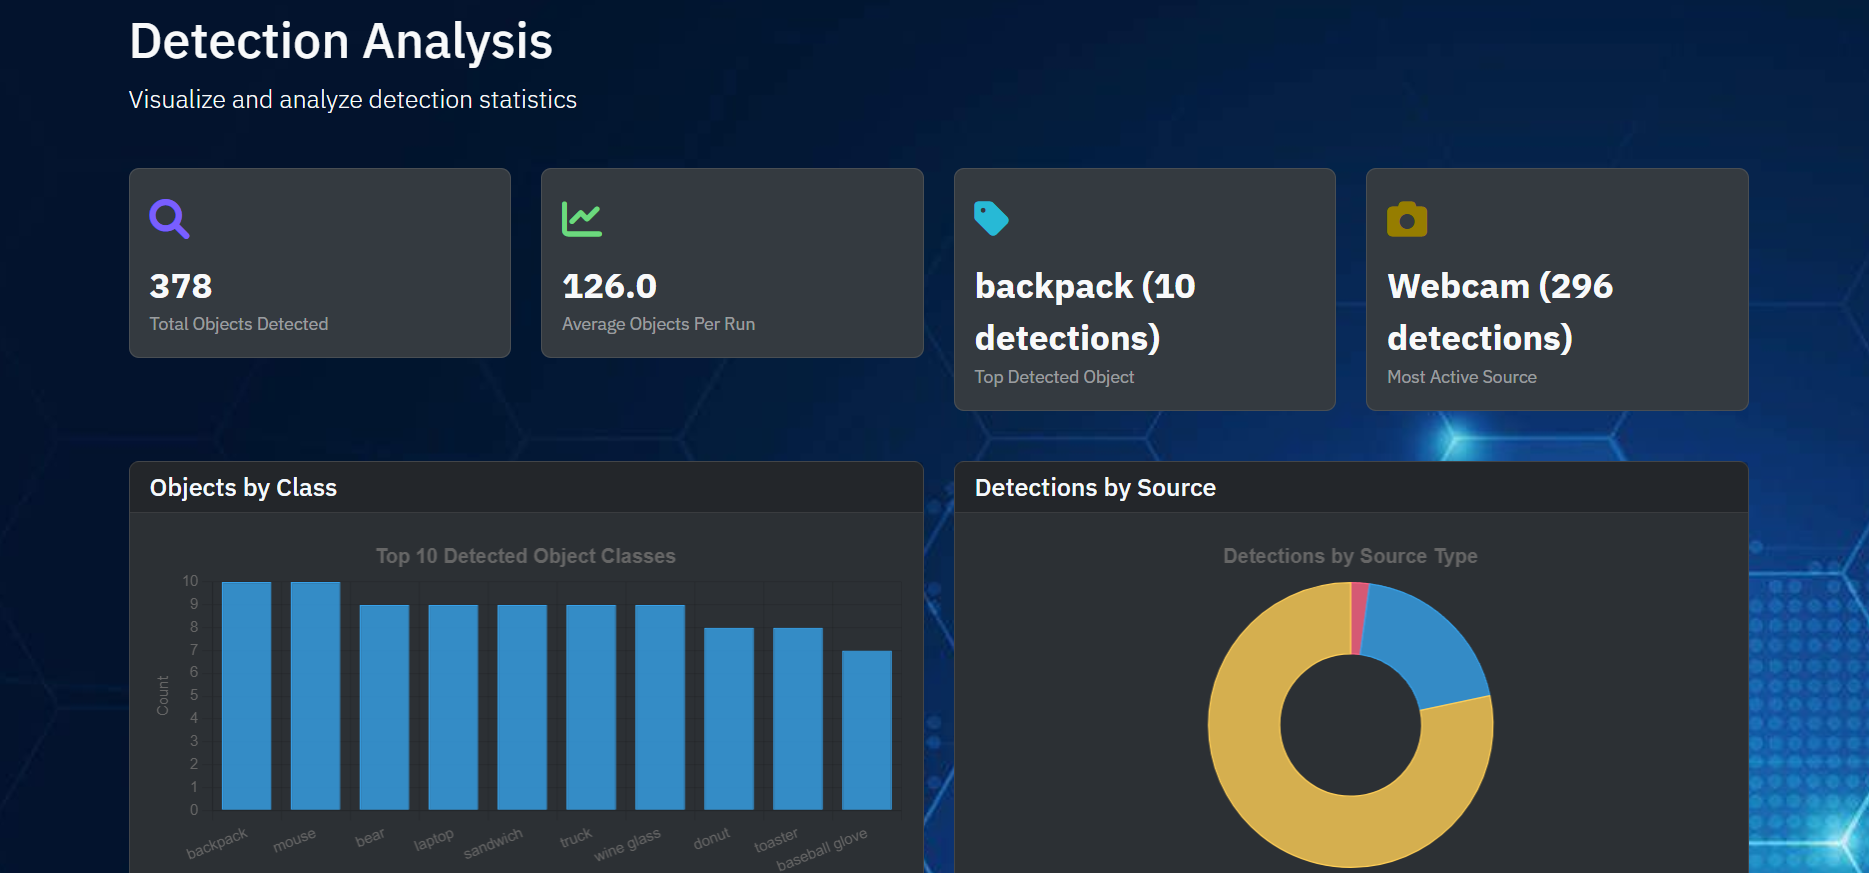 Detection Analysis
Visualize and analyze detection statistics
378
Total Objects Detected
126.0
Average Objects Per Run
backpack (10
detections)
Top Detected Object
Webcam (296
detections)
Most Active Source
Objects by Class
Top 10 Detected Object Classes
Count
10
9
8
7
6
5
4
3
2
1
0
backpack
mouse
bear
laptop
sandwich
truck
wine glass
donut
toaster
baseball glove
Detections by Source
Detections by Source Type